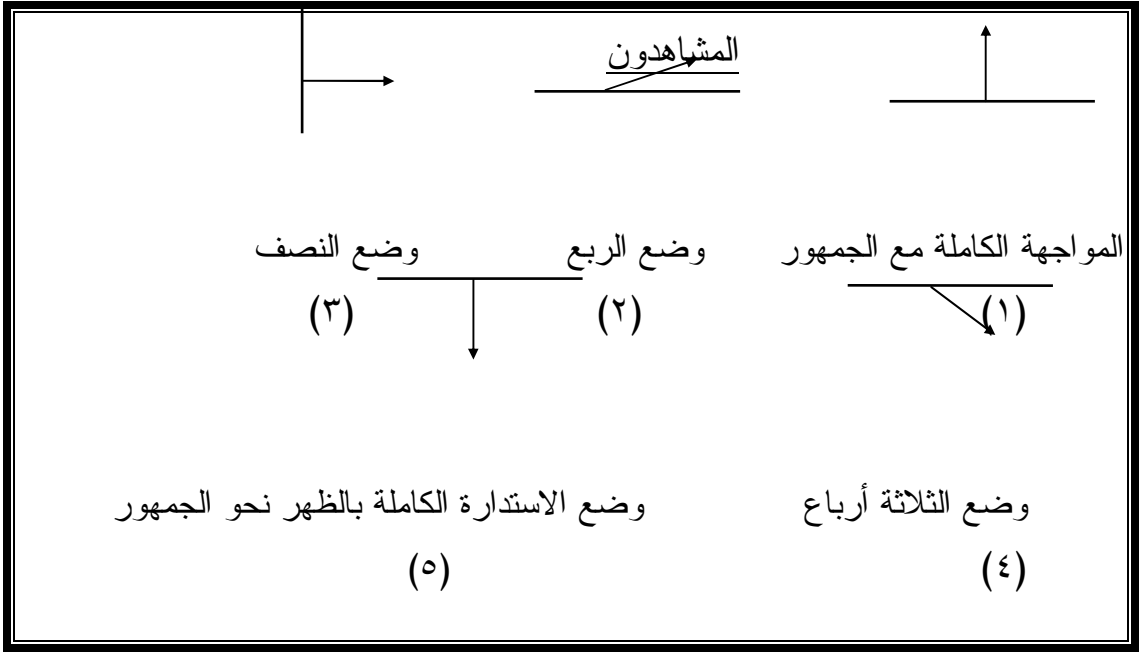 المشاهدون
المواجهة الكاملة مع الجمهور وضع الربع وضع النصف
(١) (٢) (٣)
وضع الثلاثة أرباع وضع الاستدارة الكاملة بالظهر نحو الجمهور
(٤) (٥)